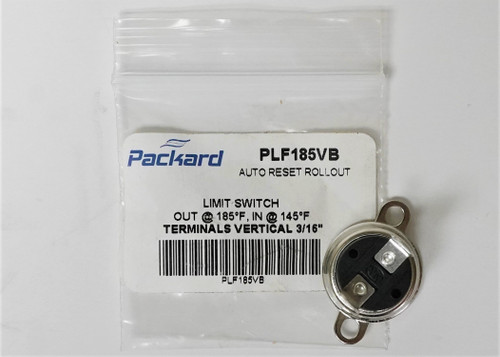 Packard
PLF185VB
AUTO RESET ROLLOUT
LIMIT SWITCH
OUT @ 185°F, IN @ 145°F
TERMINALS VERTICAL 3/16"
PLF185VB